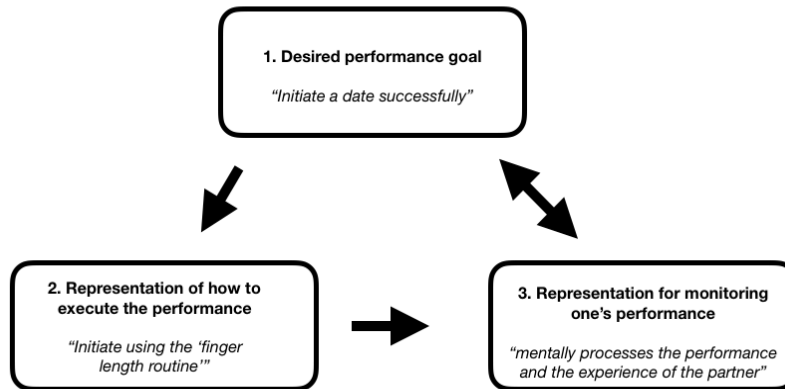 1. Desired performance goal
“Initiate a date successfully”
2. Representation of how to
execute the performance
“Initiate using the ‘finger
length routine’”
3. Representation for monitoring
one’s performance
“mentally processes the performance
and the experience of the partner”